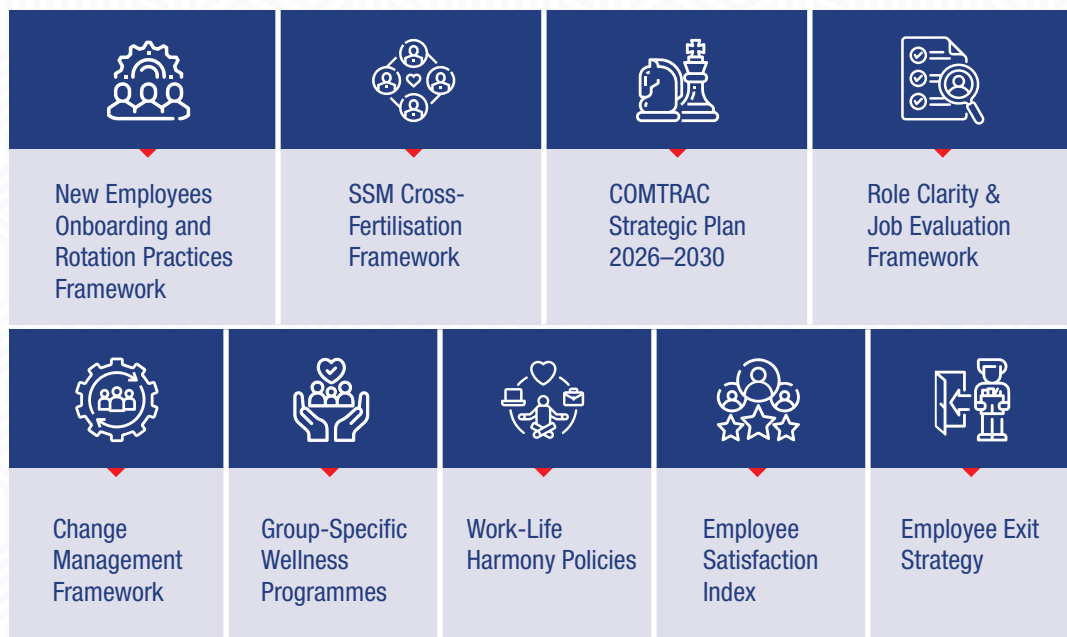 New Employees
Onboarding and
Rotation Practices
Framework
SSM Cross-
Fertilisation
Framework
COMTRAC
Strategic Plan
2026–2030
Role Clarity &
Job Evaluation
Framework
Change
Management
Framework
Group-Specific
Wellness
Programmes
Work-Life
Harmony Policies
Employee
Satisfaction
Index
Employee Exit
Strategy